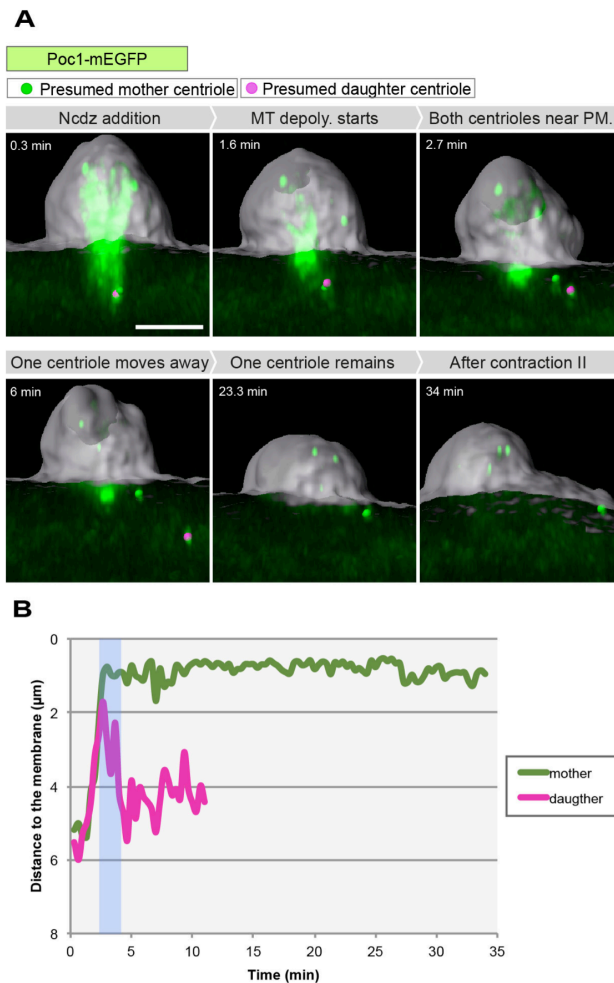 A
Poc1-mEGFP
Presumed mother centriole Presumed daughter centriole
Ncdz addition MT depoly. starts Both centrioles near PM.
0.3 min 1.6 min 2.7 min
One centriole moves away One centriole remains After contraction II
6 min 23.3 min 34 min
B
Distance to the membrane (μm)
0
2
4
6
8
0 5 10 15 20 25 30 35
Time (min)
mother
daugther